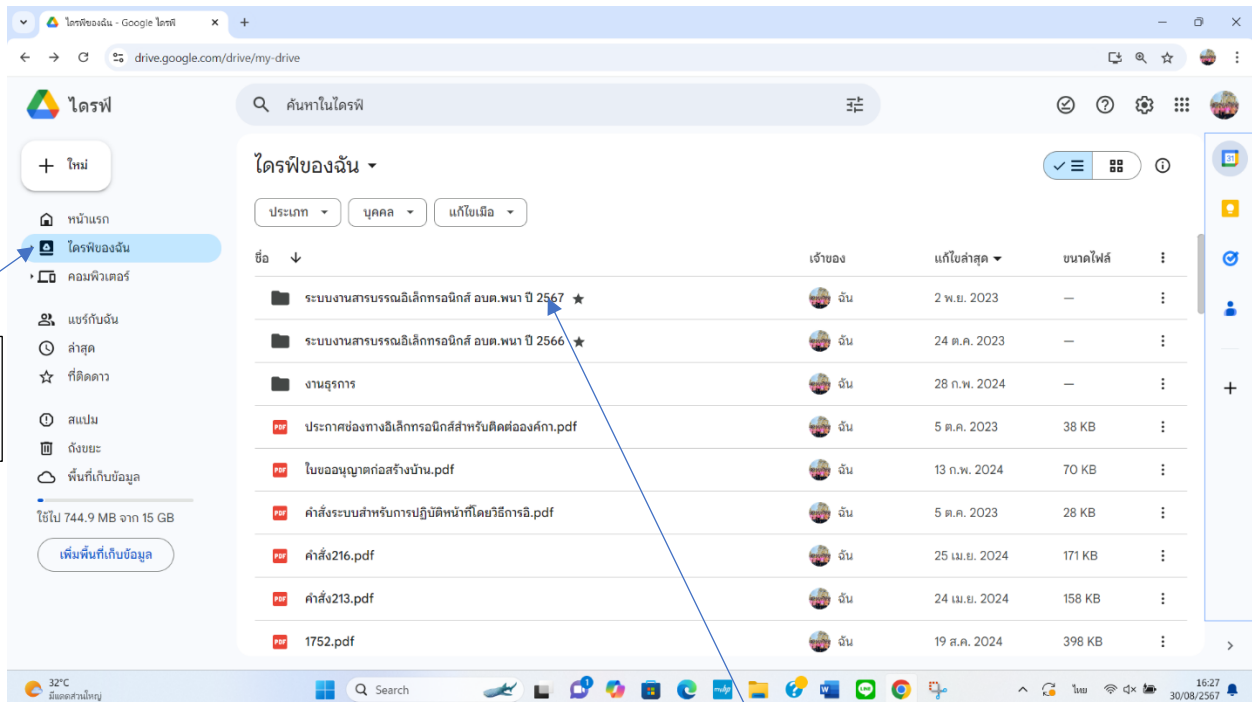 ไดรฟ์ของฉัน - Google ไดรฟ์
drive.google.com/drive/my-drive
ไดรฟ์
ค้นหาในไดรฟ์
ใหม่
หน้าแรก
ไดรฟ์ของฉัน
คอมพิวเตอร์
แชร์กับฉัน
ล่าสุด
ที่ติดดาว
สแปม
ถังขยะ
พื้นที่เก็บข้อมูล
ใช้ไป 744.9 MB จาก 15 GB
เพิ่มพื้นที่เก็บข้อมูล
ไดรฟ์ของฉัน
ประเภท บุคคล แก้ไขเมื่อ
ชื่อ เจ้าของ แก้ไขล่าสุด ขนาดไฟล์
ระบบงานสารบรรณอิเล็กทรอนิกส์ อบต.พนา ปี 2567 ฉัน 2 พ.ย. 2023 —
ระบบงานสารบรรณอิเล็กทรอนิกส์ อบต.พนา ปี 2566 ฉัน 24 ต.ค. 2023 —
งานธุรการ ฉัน 28 ก.พ. 2024 —
PDF ประกาศช่องทางอิเล็กทรอนิกส์สำหรับติดต่อองค์กา.pdf ฉัน 5 ต.ค. 2023 38 KB
PDF ใบขออนุญาตก่อสร้างบ้าน.pdf ฉัน 13 ก.พ. 2024 70 KB
PDF คำสั่งระบบสำหรับการปฏิบัติหน้าที่โดยวิธีการอิ.pdf ฉัน 5 ต.ค. 2023 28 KB
PDF คำสั่ง216.pdf ฉัน 25 เม.ย. 2024 171 KB
PDF คำสั่ง213.pdf ฉัน 24 เม.ย. 2024 158 KB
PDF 1752.pdf ฉัน 19 ส.ค. 2024 398 KB
31
32°C
มีแดดส่วนใหญ่
Search
ไทย
16:27
30/08/2567